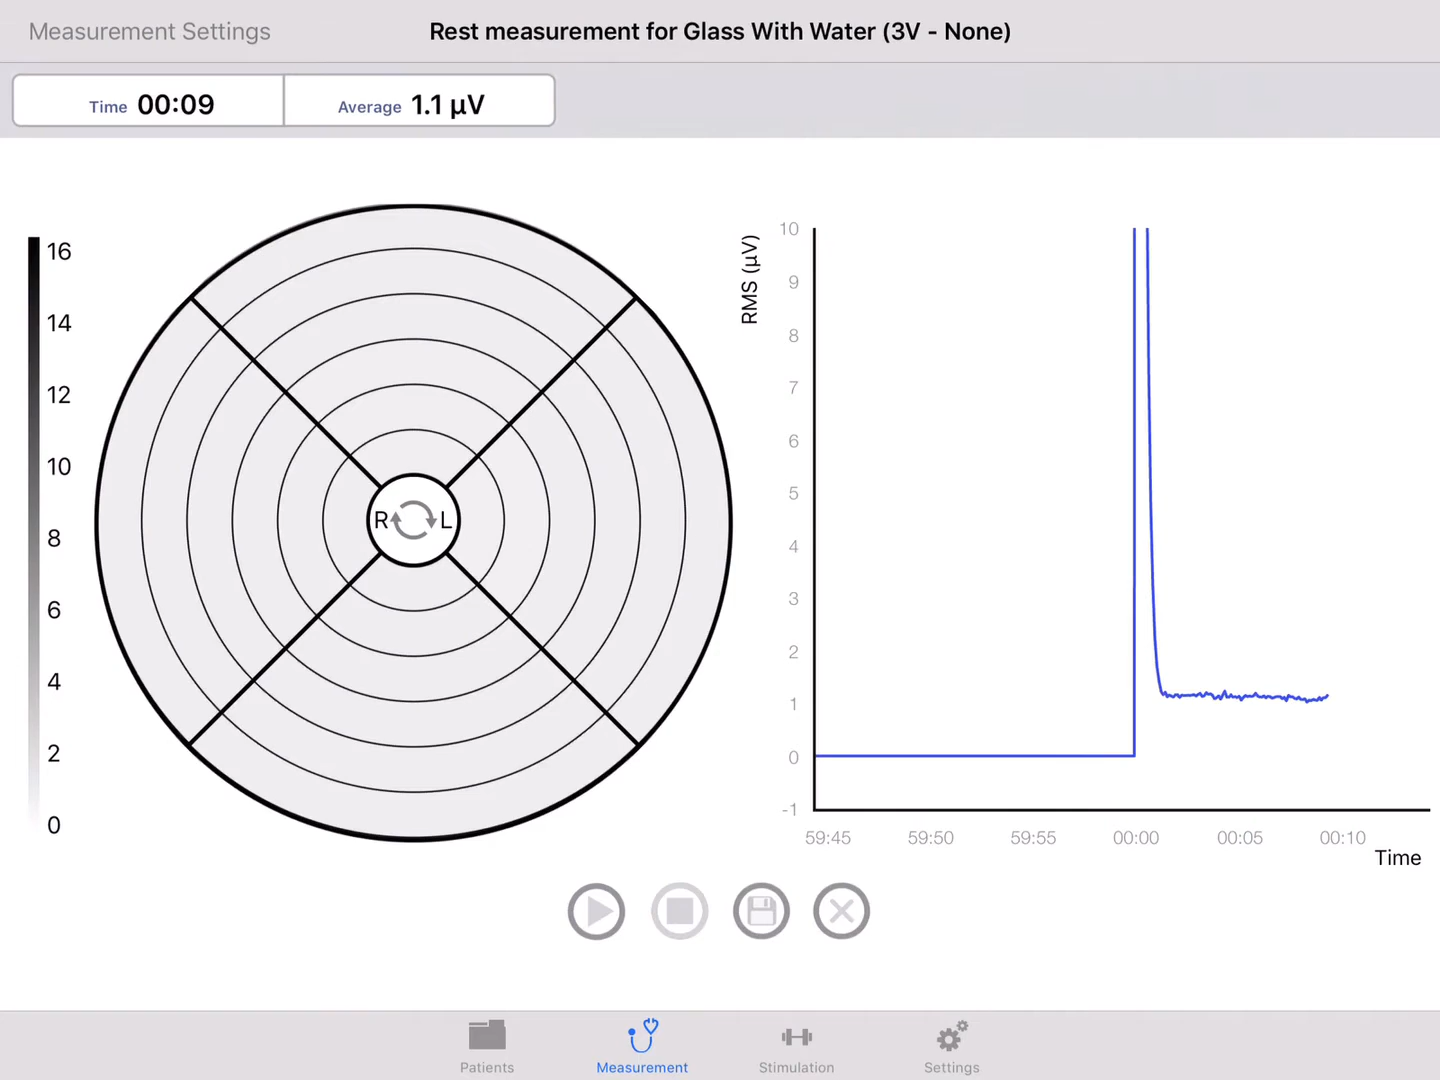 Measurement Settings
Rest measurement for Glass With Water (3V - None)
Time 00:09
Average 1.1 µV
16
14
12
10
8
6
4
2
0
R L
RMS (µV)
10
9
8
7
6
5
4
3
2
1
0
-1
59:45 59:50 59:55 00:00 00:05 00:10
Time
Patients
Measurement
Stimulation
Settings